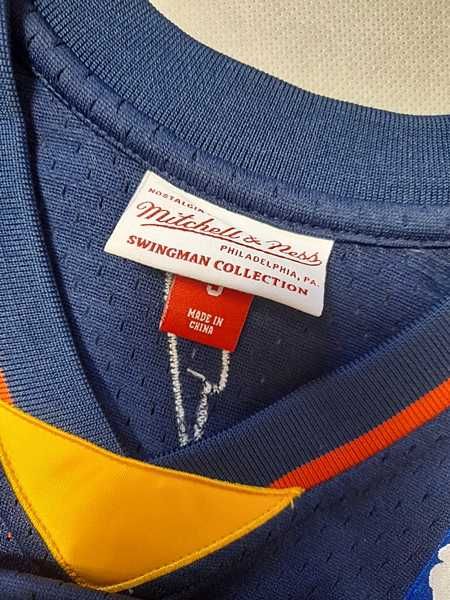 NOSTALGIA
Mitchell & Ness
PHILADELPHIA, PA.
SWINGMAN COLLECTION
MADE IN
CHINA